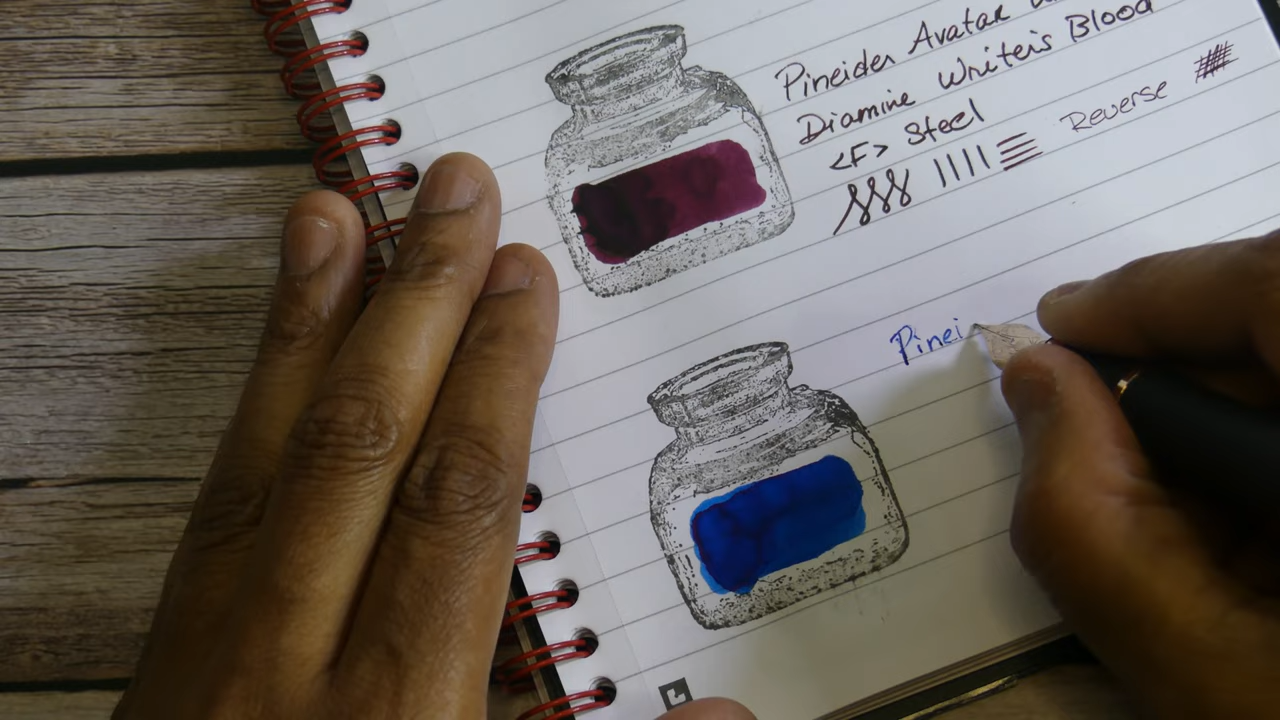 Pineider Avatar
Diamine Writer's Blood
<F> Steel
Reverse
Pinei